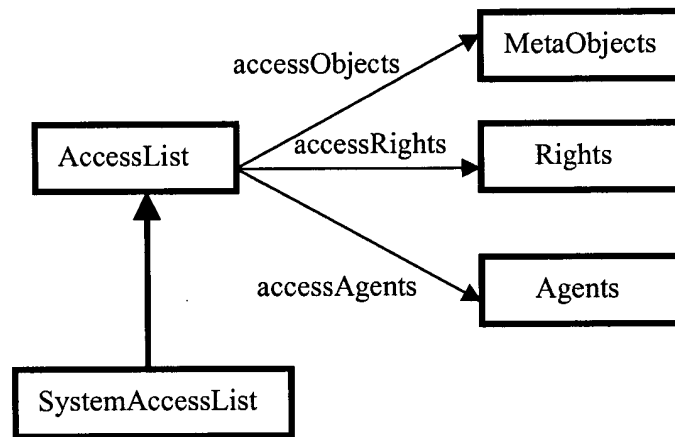 MetaObjects
accessObjects
accessRights
AccessList
Rights
accessAgents
Agents
SystemAccessList